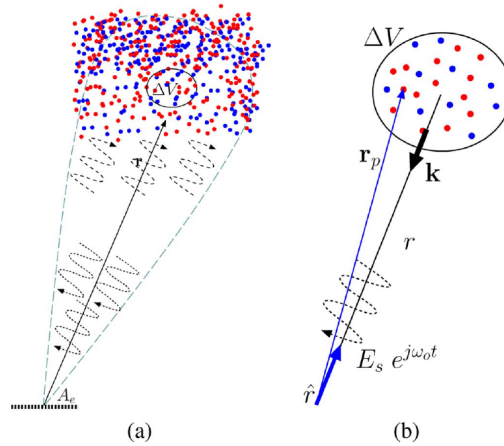 ΔV
r
A_e
(a)
ΔV
r_p
k
r
E_s e^{jω_o t}
r̂
(b)